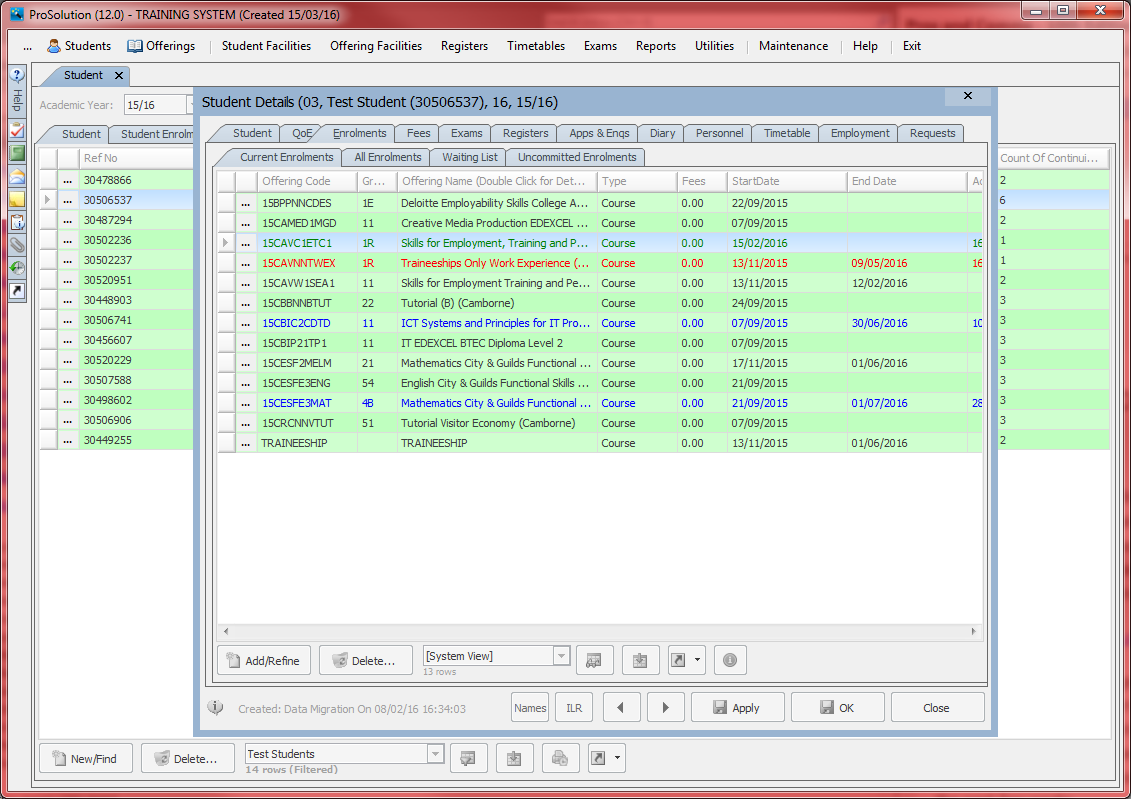 ProSolution (12.0) - TRAINING SYSTEM (Created 15/03/16)
... Students Offerings Student Facilities Offering Facilities Registers Timetables Exams Reports Utilities Maintenance Help Exit
Help
Student
Academic Year: 15/16
Student Student Enrolm
Ref No Count Of Continui...
... 30478866 2
... 30506537 6
... 30487294 2
... 30502236 1
... 30502237 1
... 30520951 2
... 30448903 3
... 30506741 3
... 30456607 3
... 30520229 3
... 30507588 3
... 30498602 3
... 30506906 3
... 30449255 2
Student Details (03, Test Student (30506537), 16, 15/16)
Student QoE Enrolments Fees Exams Registers Apps & Enqs Diary Personnel Timetable Employment Requests
Current Enrolments All Enrolments Waiting List Uncommitted Enrolments
Offering Code Gr... Offering Name (Double Click for Det... Type Fees StartDate End Date Ac
... 15BPPNNCDES 1E Deloitte Employability Skills College A... Course 0.00 22/09/2015
... 15CAMED1MGD 11 Creative Media Production EDEXCEL ... Course 0.00 07/09/2015
... 15CAVC1ETC1 1R Skills for Employment, Training and P... Course 0.00 15/02/2016 16
... 15CAVNNTWEX 1R Traineeships Only Work Experience (... Course 0.00 13/11/2015 09/05/2016 16
... 15CAVW1SEA1 11 Skills for Employment Training and Pe... Course 0.00 13/11/2015 12/02/2016
... 15CBBNNBTUT 22 Tutorial (B) (Camborne) Course 0.00 24/09/2015
... 15CBIC2CDTD 11 ICT Systems and Principles for IT Pro... Course 0.00 07/09/2015 30/06/2016 10
... 15CBIP21TP1 11 IT EDEXCEL BTEC Diploma Level 2 Course 0.00 07/09/2015
... 15CESF2MELM 21 Mathematics City & Guilds Functional ... Course 0.00 17/11/2015 01/06/2016
... 15CESFE3ENG 54 English City & Guilds Functional Skills ... Course 0.00 21/09/2015
... 15CESFE3MAT 4B Mathematics City & Guilds Functional ... Course 0.00 21/09/2015 01/07/2016 28
... 15CRCNNVTUT 51 Tutorial Visitor Economy (Camborne) Course 0.00 07/09/2015
... TRAINEESHIP TRAINEESHIP Course 0.00 13/11/2015 01/06/2016
Add/Refine Delete... [System View]
13 rows
Created: Data Migration On 08/02/16 16:34:03 Names ILR Apply OK Close
New/Find Delete... Test Students
14 rows (Filtered)